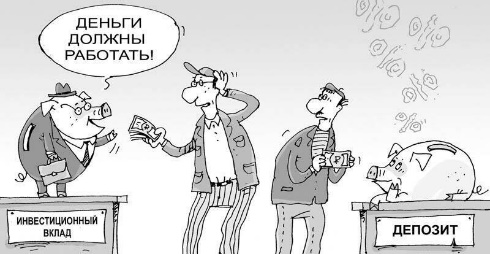 ДЕНЬГИ
ДОЛЖНЫ
РАБОТАТЬ!
ИНВЕСТИЦИОННЫЙ
ВКЛАД
ДЕПОЗИТ